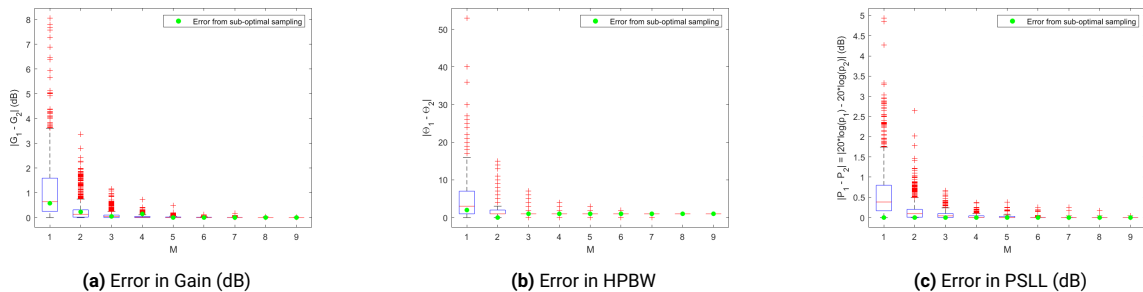 Error from sub-optimal sampling
8
7
6
5
4
3
2
1
0
|G1 - G2| (dB)
1 2 3 4 5 6 7 8 9
M
(a) Error in Gain (dB)
Error from sub-optimal sampling
50
40
30
20
10
0
|Θ1 - Θ2|
1 2 3 4 5 6 7 8 9
M
(b) Error in HPBW
Error from sub-optimal sampling
5
4.5
4
3.5
3
2.5
2
1.5
1
0.5
0
|P1 - P2| = |20*log(p1) - 20*log(p2)| (dB)
1 2 3 4 5 6 7 8 9
M
(c) Error in PSLL (dB)